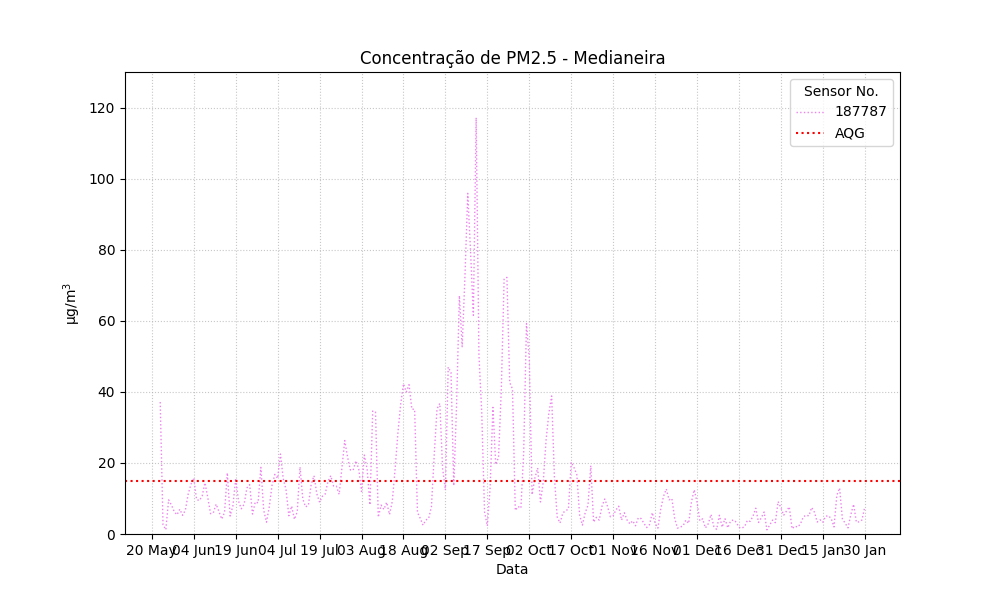 Concentração de PM2.5 - Medianeira
Sensor No.
187787
AQG
120
100
80
60
40
20
0
µg/m³
20 May 04 Jun 19 Jun 04 Jul 19 Jul 03 Aug 18 Aug 02 Sep 17 Sep 02 Oct 17 Oct 01 Nov 16 Nov 01 Dec 16 Dec 31 Dec 15 Jan 30 Jan
Data